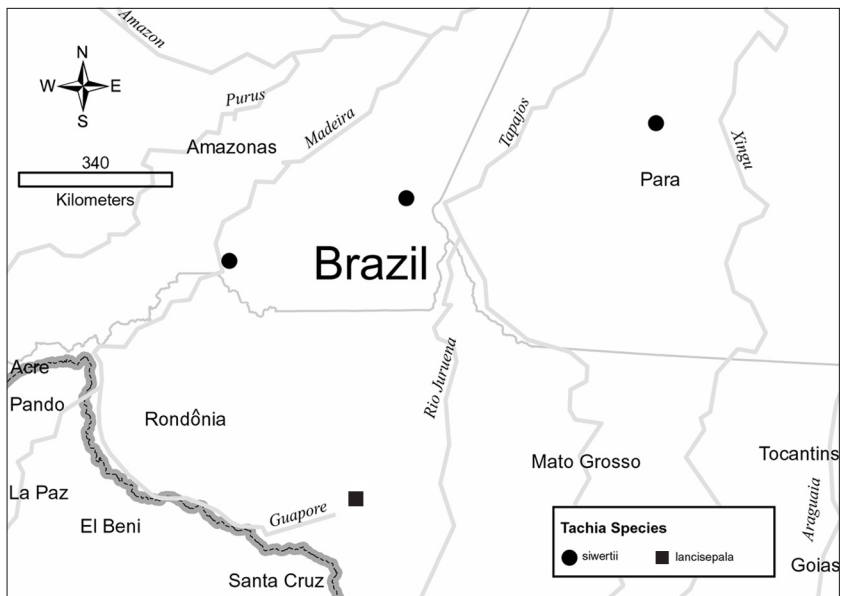 Amazon
N
W E
S
Purus
Madeira
Tapajos
Xingu
Amazonas
340
Kilometers
Para
Brazil
Rio Juruena
Acre
Pando
Rondônia
Mato Grosso
Tocantins
La Paz
El Beni
Guapore
Araguaia
Tachia Species
siwertii lancisepala
Santa Cruz
Goias